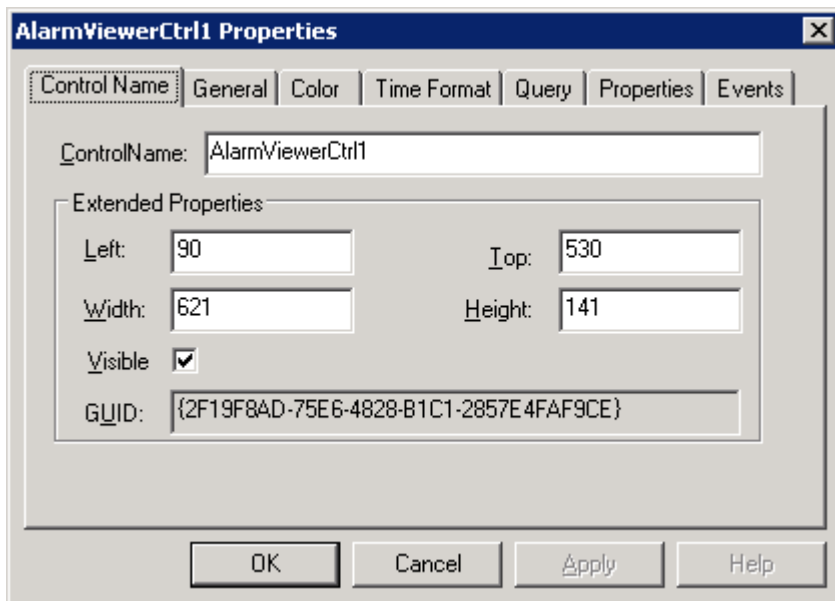 AlarmViewerCtrl1 Properties
Control Name General Color Time Format Query Properties Events
ControlName: AlarmViewerCtrl1
Extended Properties
Left: 90 Top: 530
Width: 621 Height: 141
Visible
GUID: {2F19F8AD-75E6-4828-B1C1-2857E4FAF9CE}
OK Cancel Apply Help